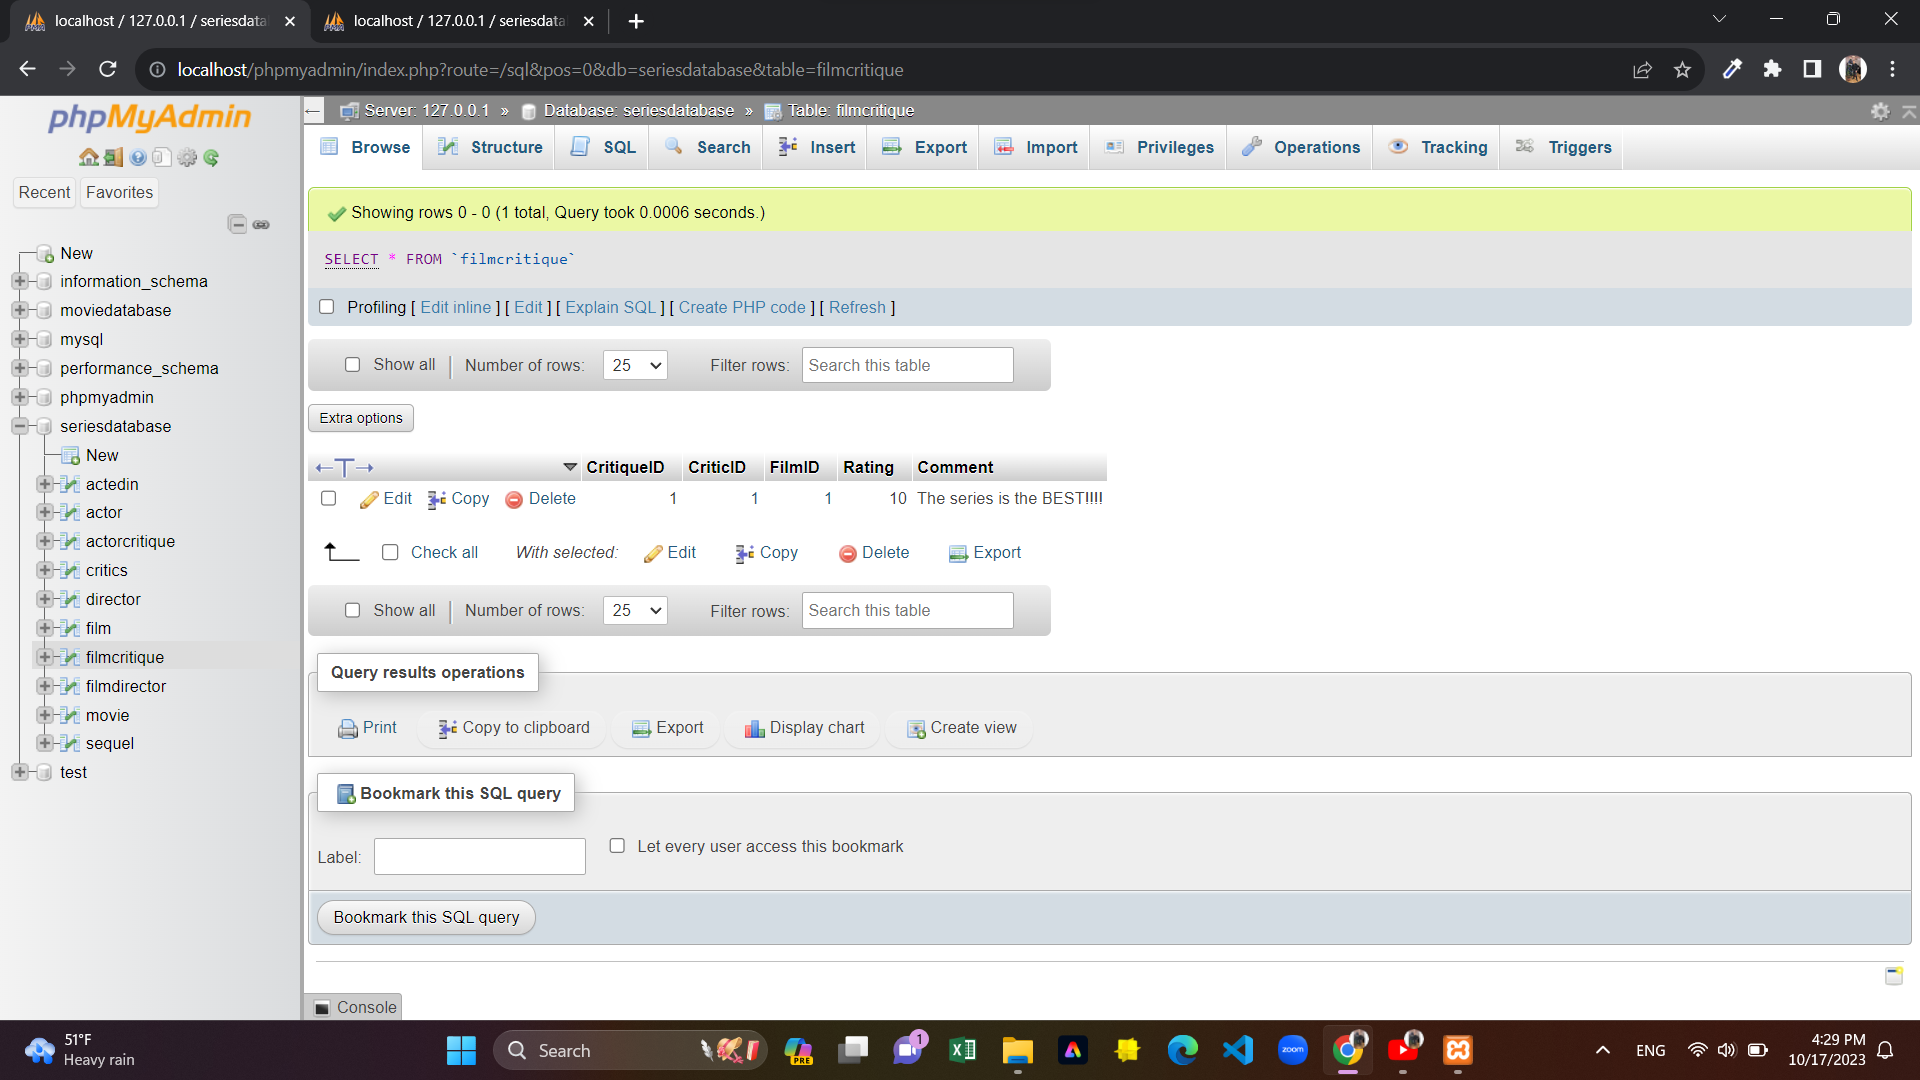 localhost / 127.0.0.1 / seriesdata
localhost / 127.0.0.1 / seriesdata
localhost/phpmyadmin/index.php?route=/sql&pos=0&db=seriesdatabase&table=filmcritique
phpMyAdmin
Recent Favorites
New
information_schema
moviedatabase
mysql
performance_schema
phpmyadmin
seriesdatabase
New
actedin
actor
actorcritique
critics
director
film
filmcritique
filmdirector
movie
sequel
test
Server: 127.0.0.1 » Database: seriesdatabase » Table: filmcritique
Browse Structure SQL Search Insert Export Import Privileges Operations Tracking Triggers
Showing rows 0 - 0 (1 total, Query took 0.0006 seconds.)
SELECT * FROM `filmcritique`
Profiling [ Edit inline ] [ Edit ] [ Explain SQL ] [ Create PHP code ] [ Refresh ]
Show all Number of rows: 25 Filter rows: Search this table
Extra options
←T→ CritiqueID CriticID FilmID Rating Comment
Edit Copy Delete 1 1 1 10 The series is the BEST!!!!
Check all With selected: Edit Copy Delete Export
Show all Number of rows: 25 Filter rows: Search this table
Query results operations
Print Copy to clipboard Export Display chart Create view
Bookmark this SQL query
Label: Let every user access this bookmark
Bookmark this SQL query
Console
51°F
Heavy rain
Search
PRE
1
zoom
ENG
4:29 PM
10/17/2023